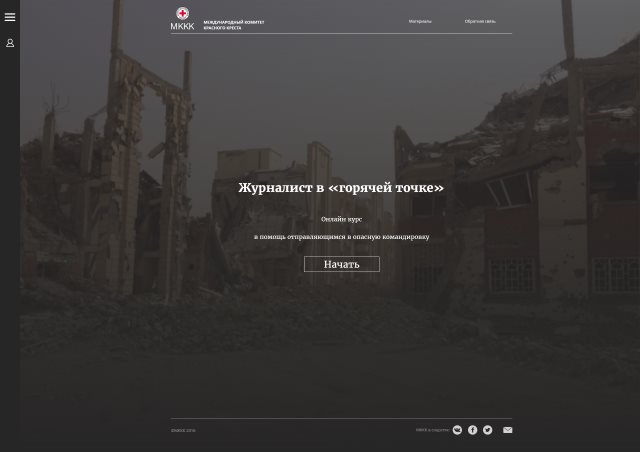 МККК
МЕЖДУНАРОДНЫЙ КОМИТЕТ
КРАСНОГО КРЕСТА
Материалы
Обратная связь
Журналист в «горячей точке»
Онлайн курс
в помощь отправляющимся в опасную командировку
Начать
МККК в соцсетях: